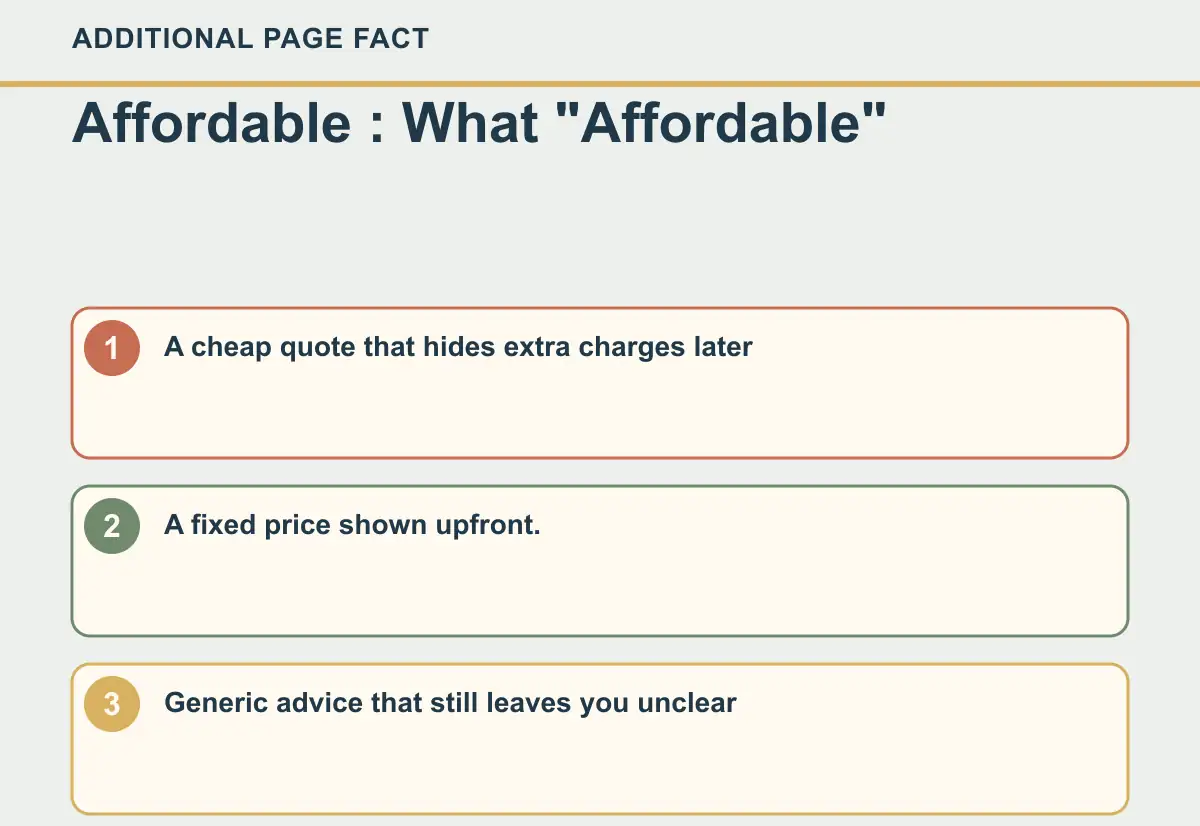 ADDITIONAL PAGE FACT
Affordable : What "Affordable"
1 A cheap quote that hides extra charges later
2 A fixed price shown upfront.
3 Generic advice that still leaves you unclear